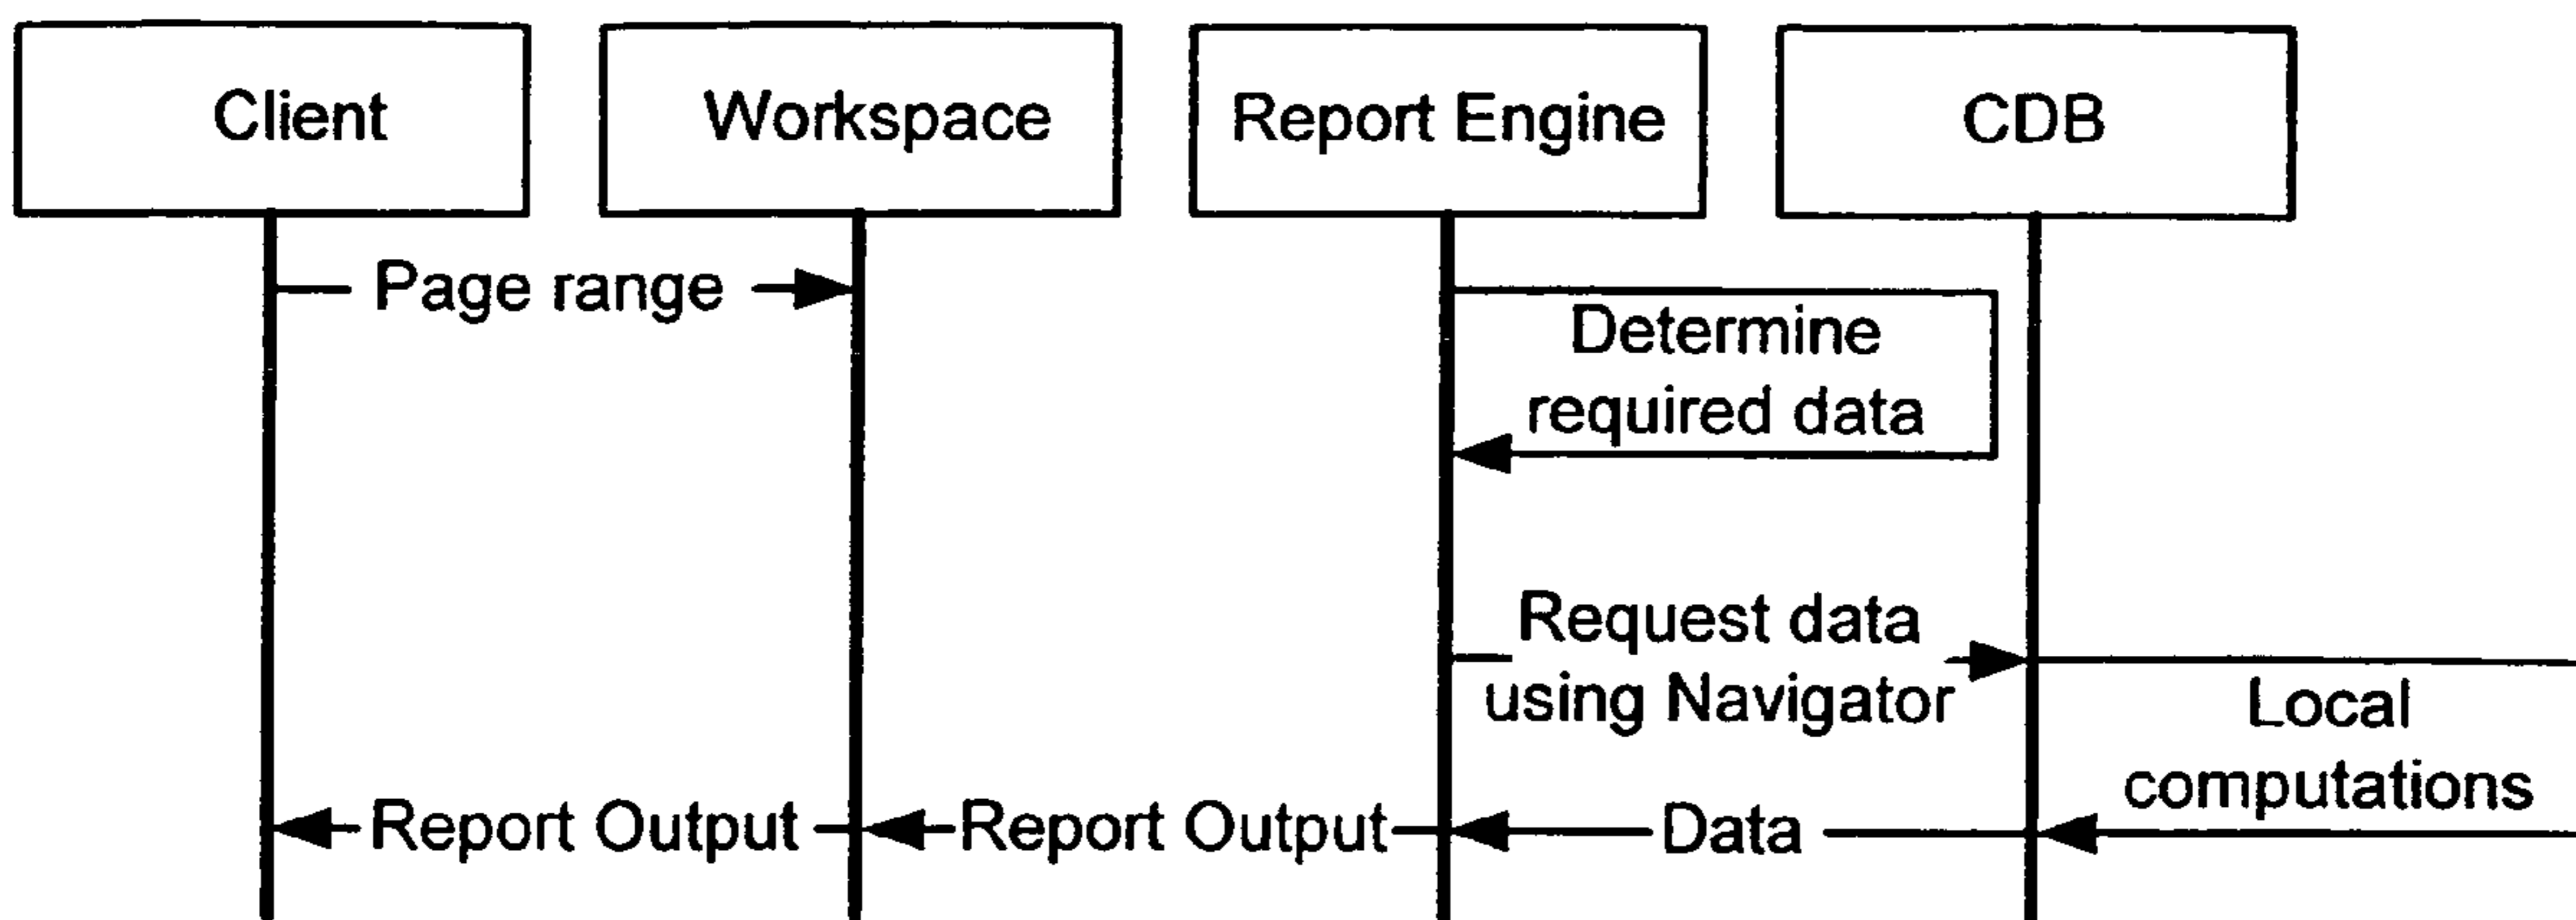 Client
Workspace
Report Engine
CDB
Page range
Determine
required data
Request data
using Navigator
Local
computations
Report Output
Report Output
Data